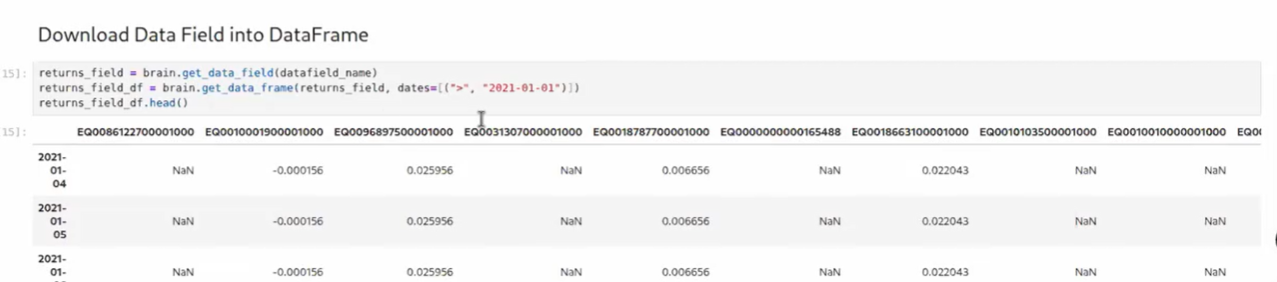 Download Data Field into DataFrame
15]: returns_field = brain.get_data_field(datafield_name)
returns_field_df = brain.get_data_frame(returns_field, dates=[(">", "2021-01-01")])
returns_field_df.head()
15]: EQ0086122700001000 EQ0010019000001000 EQ0096897500001000 EQ0031307000001000 EQ0018787700001000 EQ0000000000165488 EQ0018663100001000 EQ0010103500001000 EQ0010010000001000
2021-01-04 NaN -0.000156 0.025956 NaN 0.006656 NaN 0.022043 NaN NaN
2021-01-05 NaN -0.000156 0.025956 NaN 0.006656 NaN 0.022043 NaN NaN
2021-01- NaN -0.000156 0.025956 NaN 0.006656 NaN 0.022043 NaN NaN